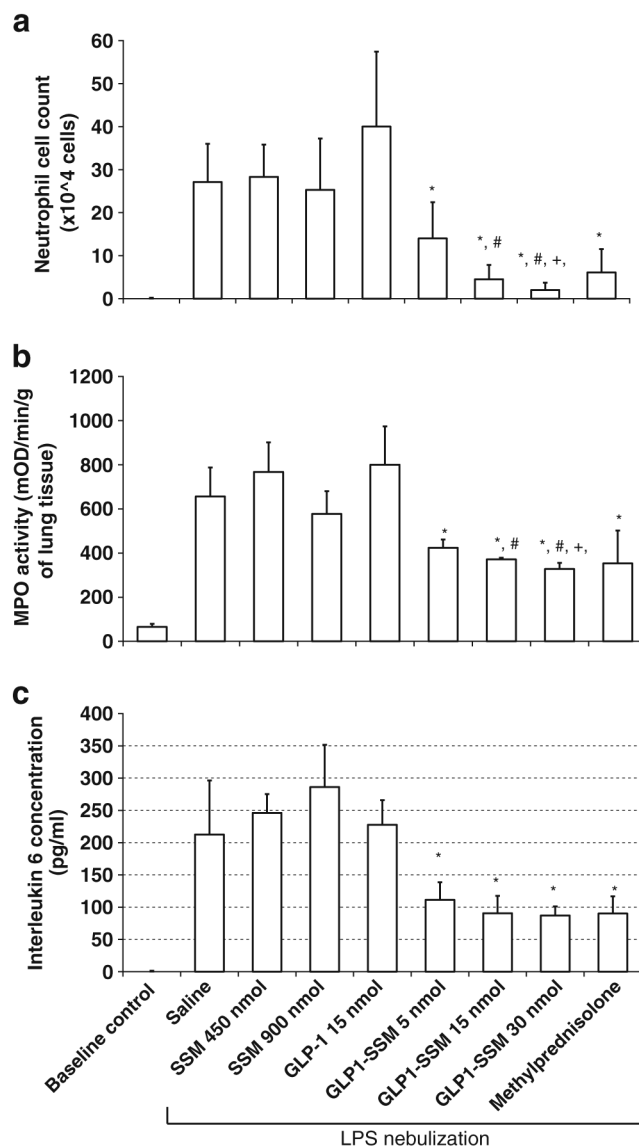 a
Neutrophil cell count
(x10^4 cells)
60
50
40
30
20
10
0
*
*, #
*, #, +,
*
b
MPO activity (mOD/min/g
of lung tissue)
1200
1000
800
600
400
200
0
*
*, #
*, #, +,
*
c
Interleukin 6 concentration
(pg/ml)
400
350
300
250
200
150
100
50
0
*
*
*
*
Baseline control
Saline
SSM 450 nmol
SSM 900 nmol
GLP-1 15 nmol
GLP1-SSM 5 nmol
GLP1-SSM 15 nmol
GLP1-SSM 30 nmol
Methylprednisolone
LPS nebulization